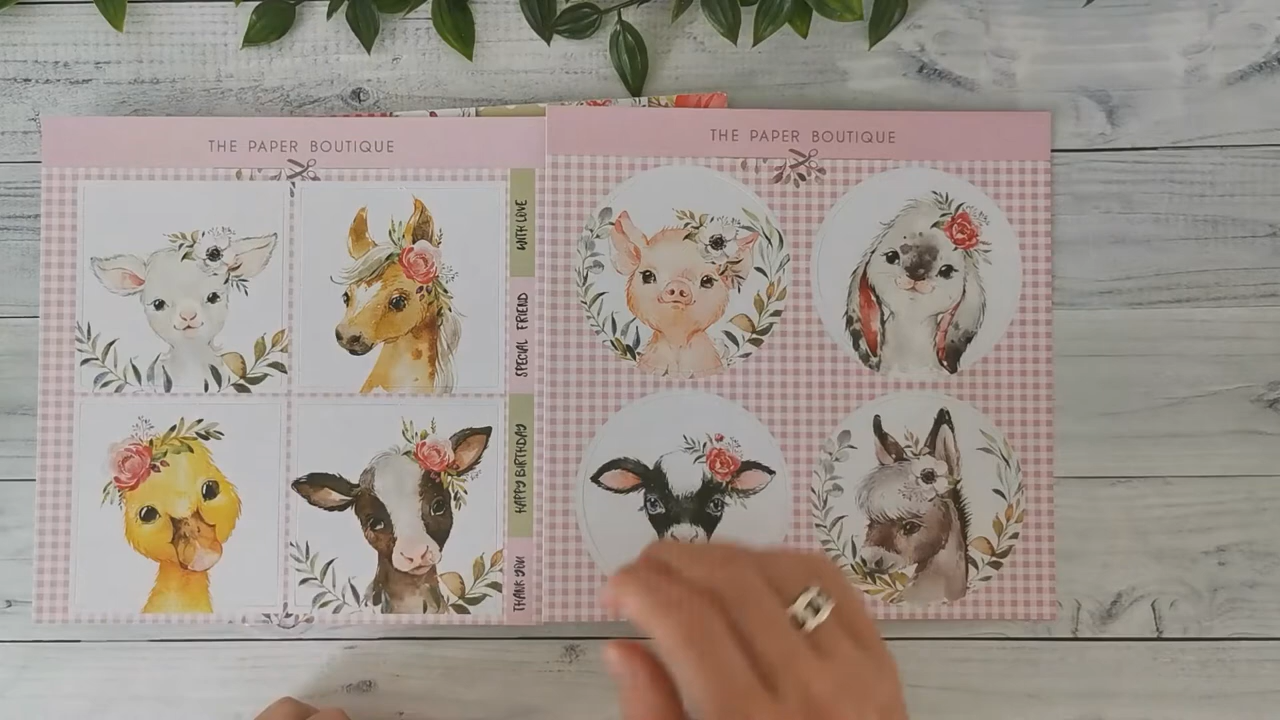 THE PAPER BOUTIQUE
WITH LOVE
SPECIAL FRIEND
HAPPY BIRTHDAY
THANK YOU
THE PAPER BOUTIQUE